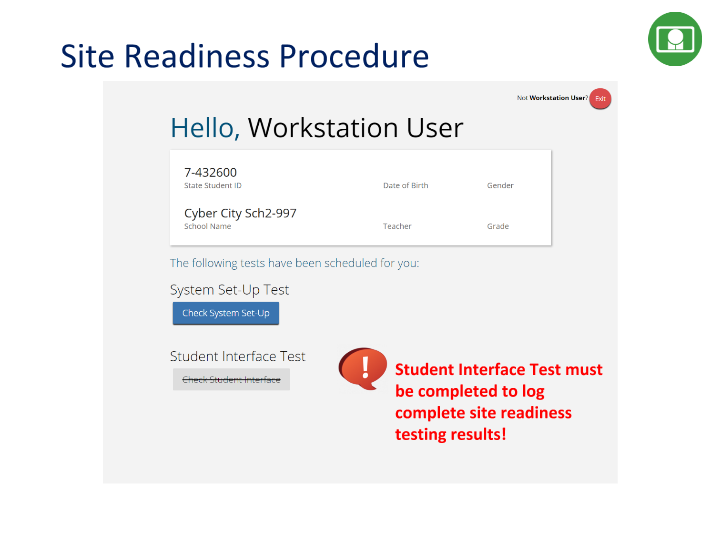 Site Readiness Procedure
Not Workstation User? Exit
Hello, Workstation User
7-432600
State Student ID Date of Birth Gender
Cyber City Sch2-997
School Name Teacher Grade
The following tests have been scheduled for you:
System Set-Up Test
Check System Set-Up
Student Interface Test
Check Student Interface
!
Student Interface Test must
be completed to log
complete site readiness
testing results!